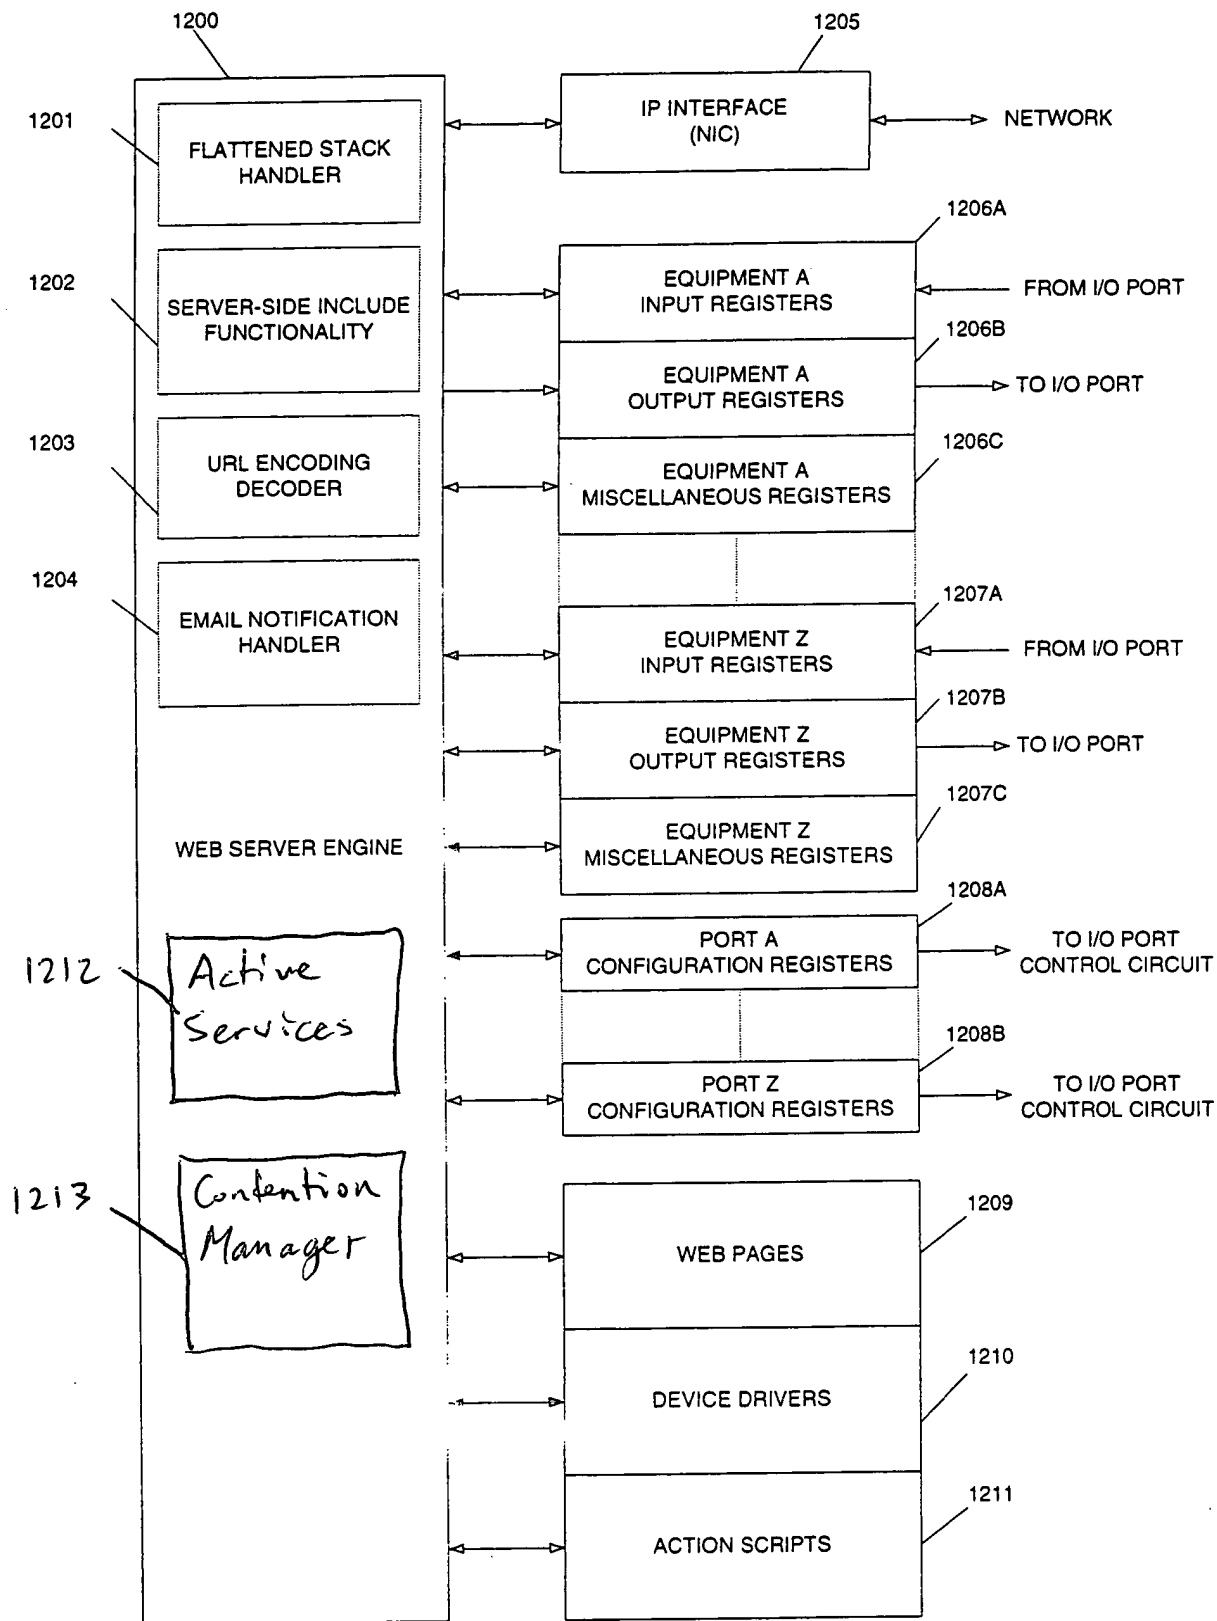 1200
1205
1201
FLATTENED STACK
HANDLER
IP INTERFACE
(NIC)
NETWORK
1206A
1202
SERVER-SIDE INCLUDE
FUNCTIONALITY
EQUIPMENT A
INPUT REGISTERS
FROM I/O PORT
1206B
EQUIPMENT A
OUTPUT REGISTERS
TO I/O PORT
1203
URL ENCODING
DECODER
1206C
EQUIPMENT A
MISCELLANEOUS REGISTERS
1204
EMAIL NOTIFICATION
HANDLER
1207A
EQUIPMENT Z
INPUT REGISTERS
FROM I/O PORT
1207B
EQUIPMENT Z
OUTPUT REGISTERS
TO I/O PORT
1207C
WEB SERVER ENGINE
EQUIPMENT Z
MISCELLANEOUS REGISTERS
1208A
1212
Active
Services
PORT A
CONFIGURATION REGISTERS
TO I/O PORT
CONTROL CIRCUIT
1208B
PORT Z
CONFIGURATION REGISTERS
TO I/O PORT
CONTROL CIRCUIT
1213
Contention
Manager
1209
WEB PAGES
1210
DEVICE DRIVERS
1211
ACTION SCRIPTS